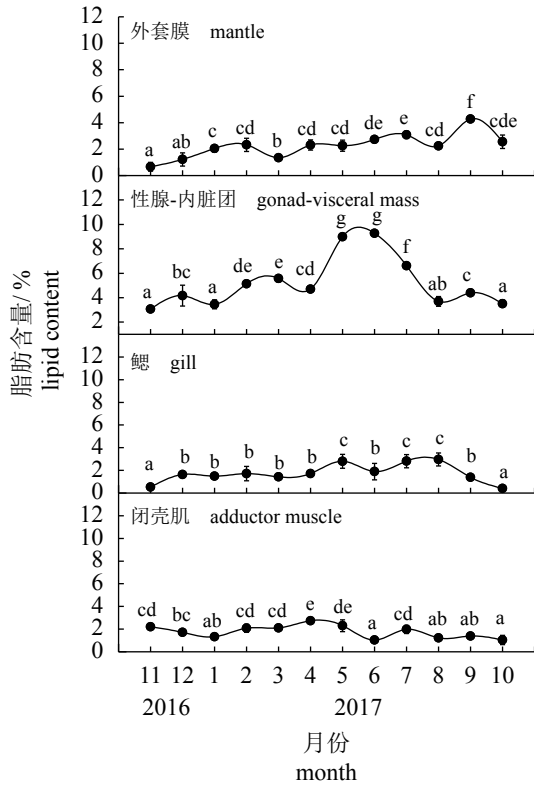 12
10
8
6
4
2
0
外套膜 mantle
a ab c cd b cd cd de e cd f cde
10
8
6
4
2
性腺-内脏团 gonad-visceral mass
a bc a de e cd g g f ab c a
12
10
8
6
4
2
0
鳃 gill
a b b b b b c b c c b a
12
10
8
6
4
2
0
闭壳肌 adductor muscle
cd bc ab cd cd e de a cd ab ab a
脂肪含量/%
lipid content
11 12 1 2 3 4 5 6 7 8 9 10
2016 2017
月份
month